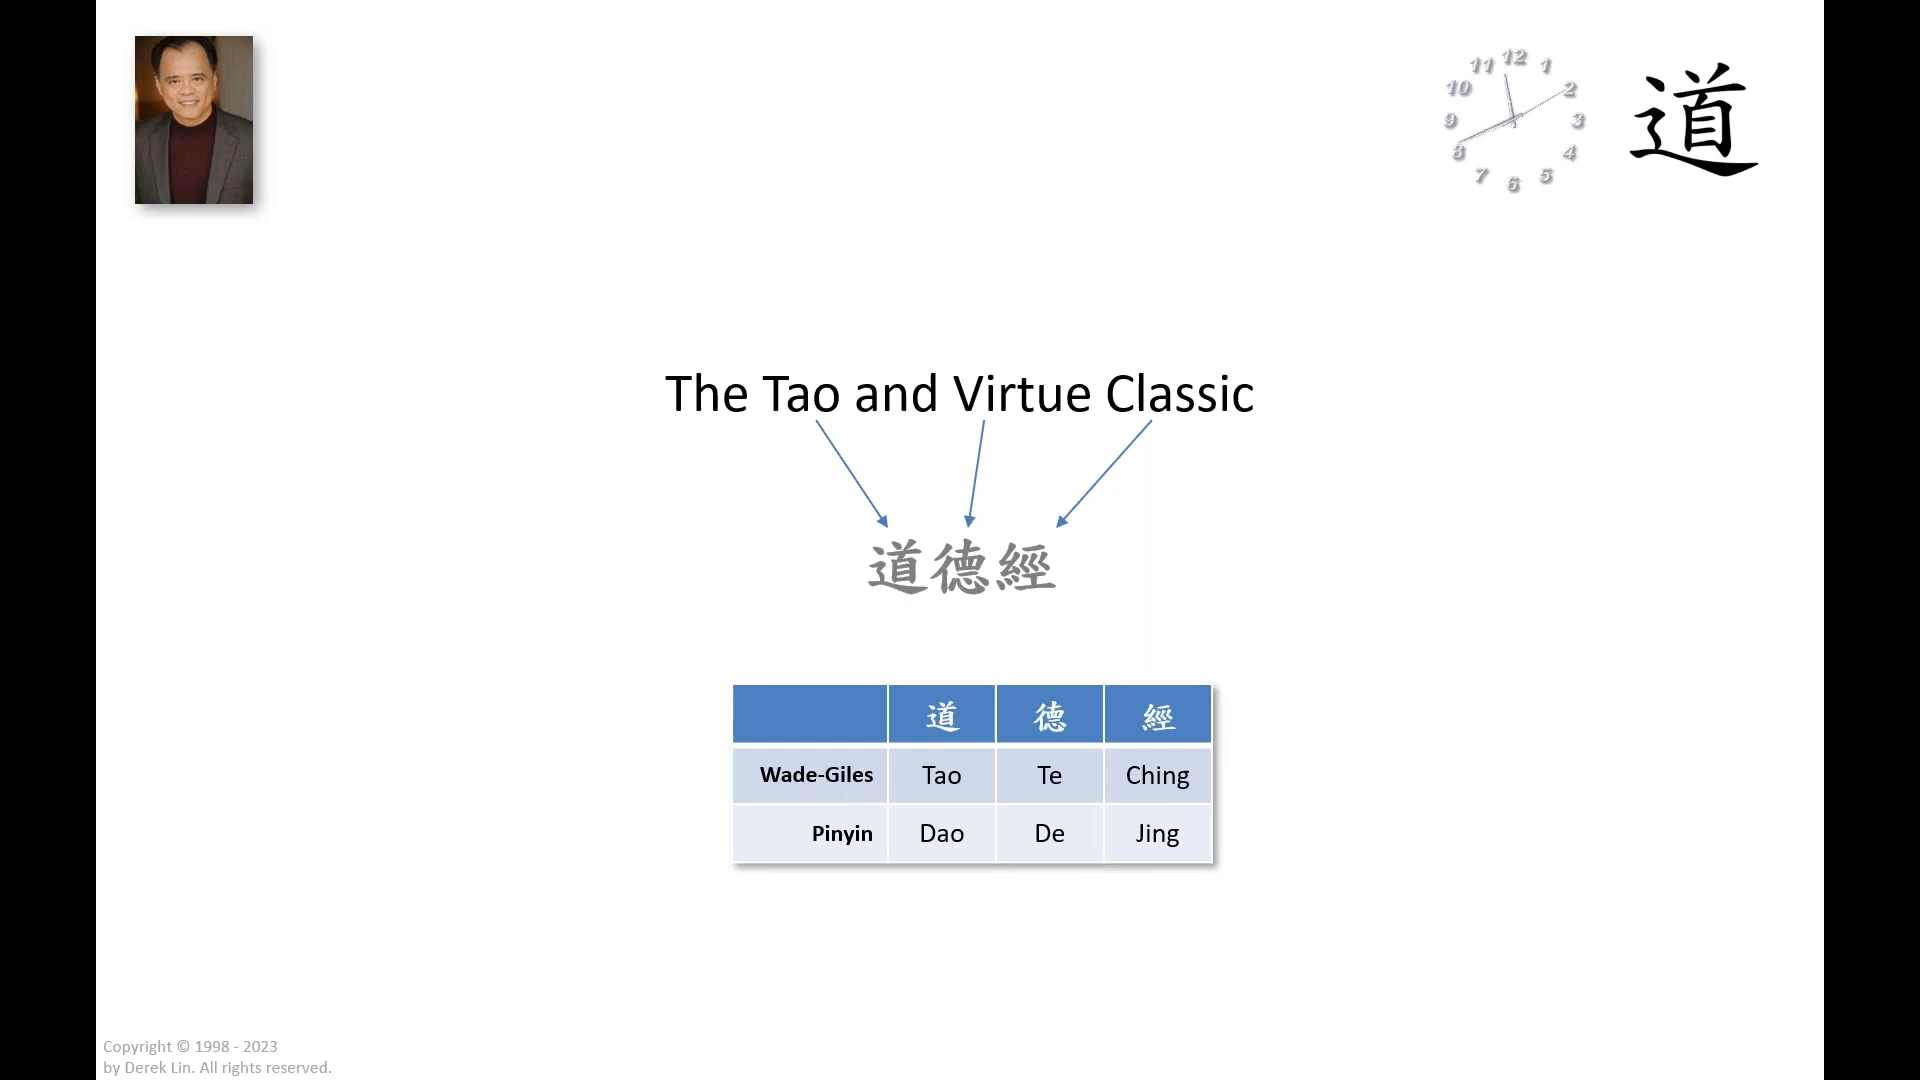 12
11
1
10
2
9
3
8
4
7
5
6
道
The Tao and Virtue Classic
道德經
道 德 經
Wade-Giles Tao Te Ching
Pinyin Dao De Jing
Copyright © 1998 - 2023
by Derek Lin. All rights reserved.